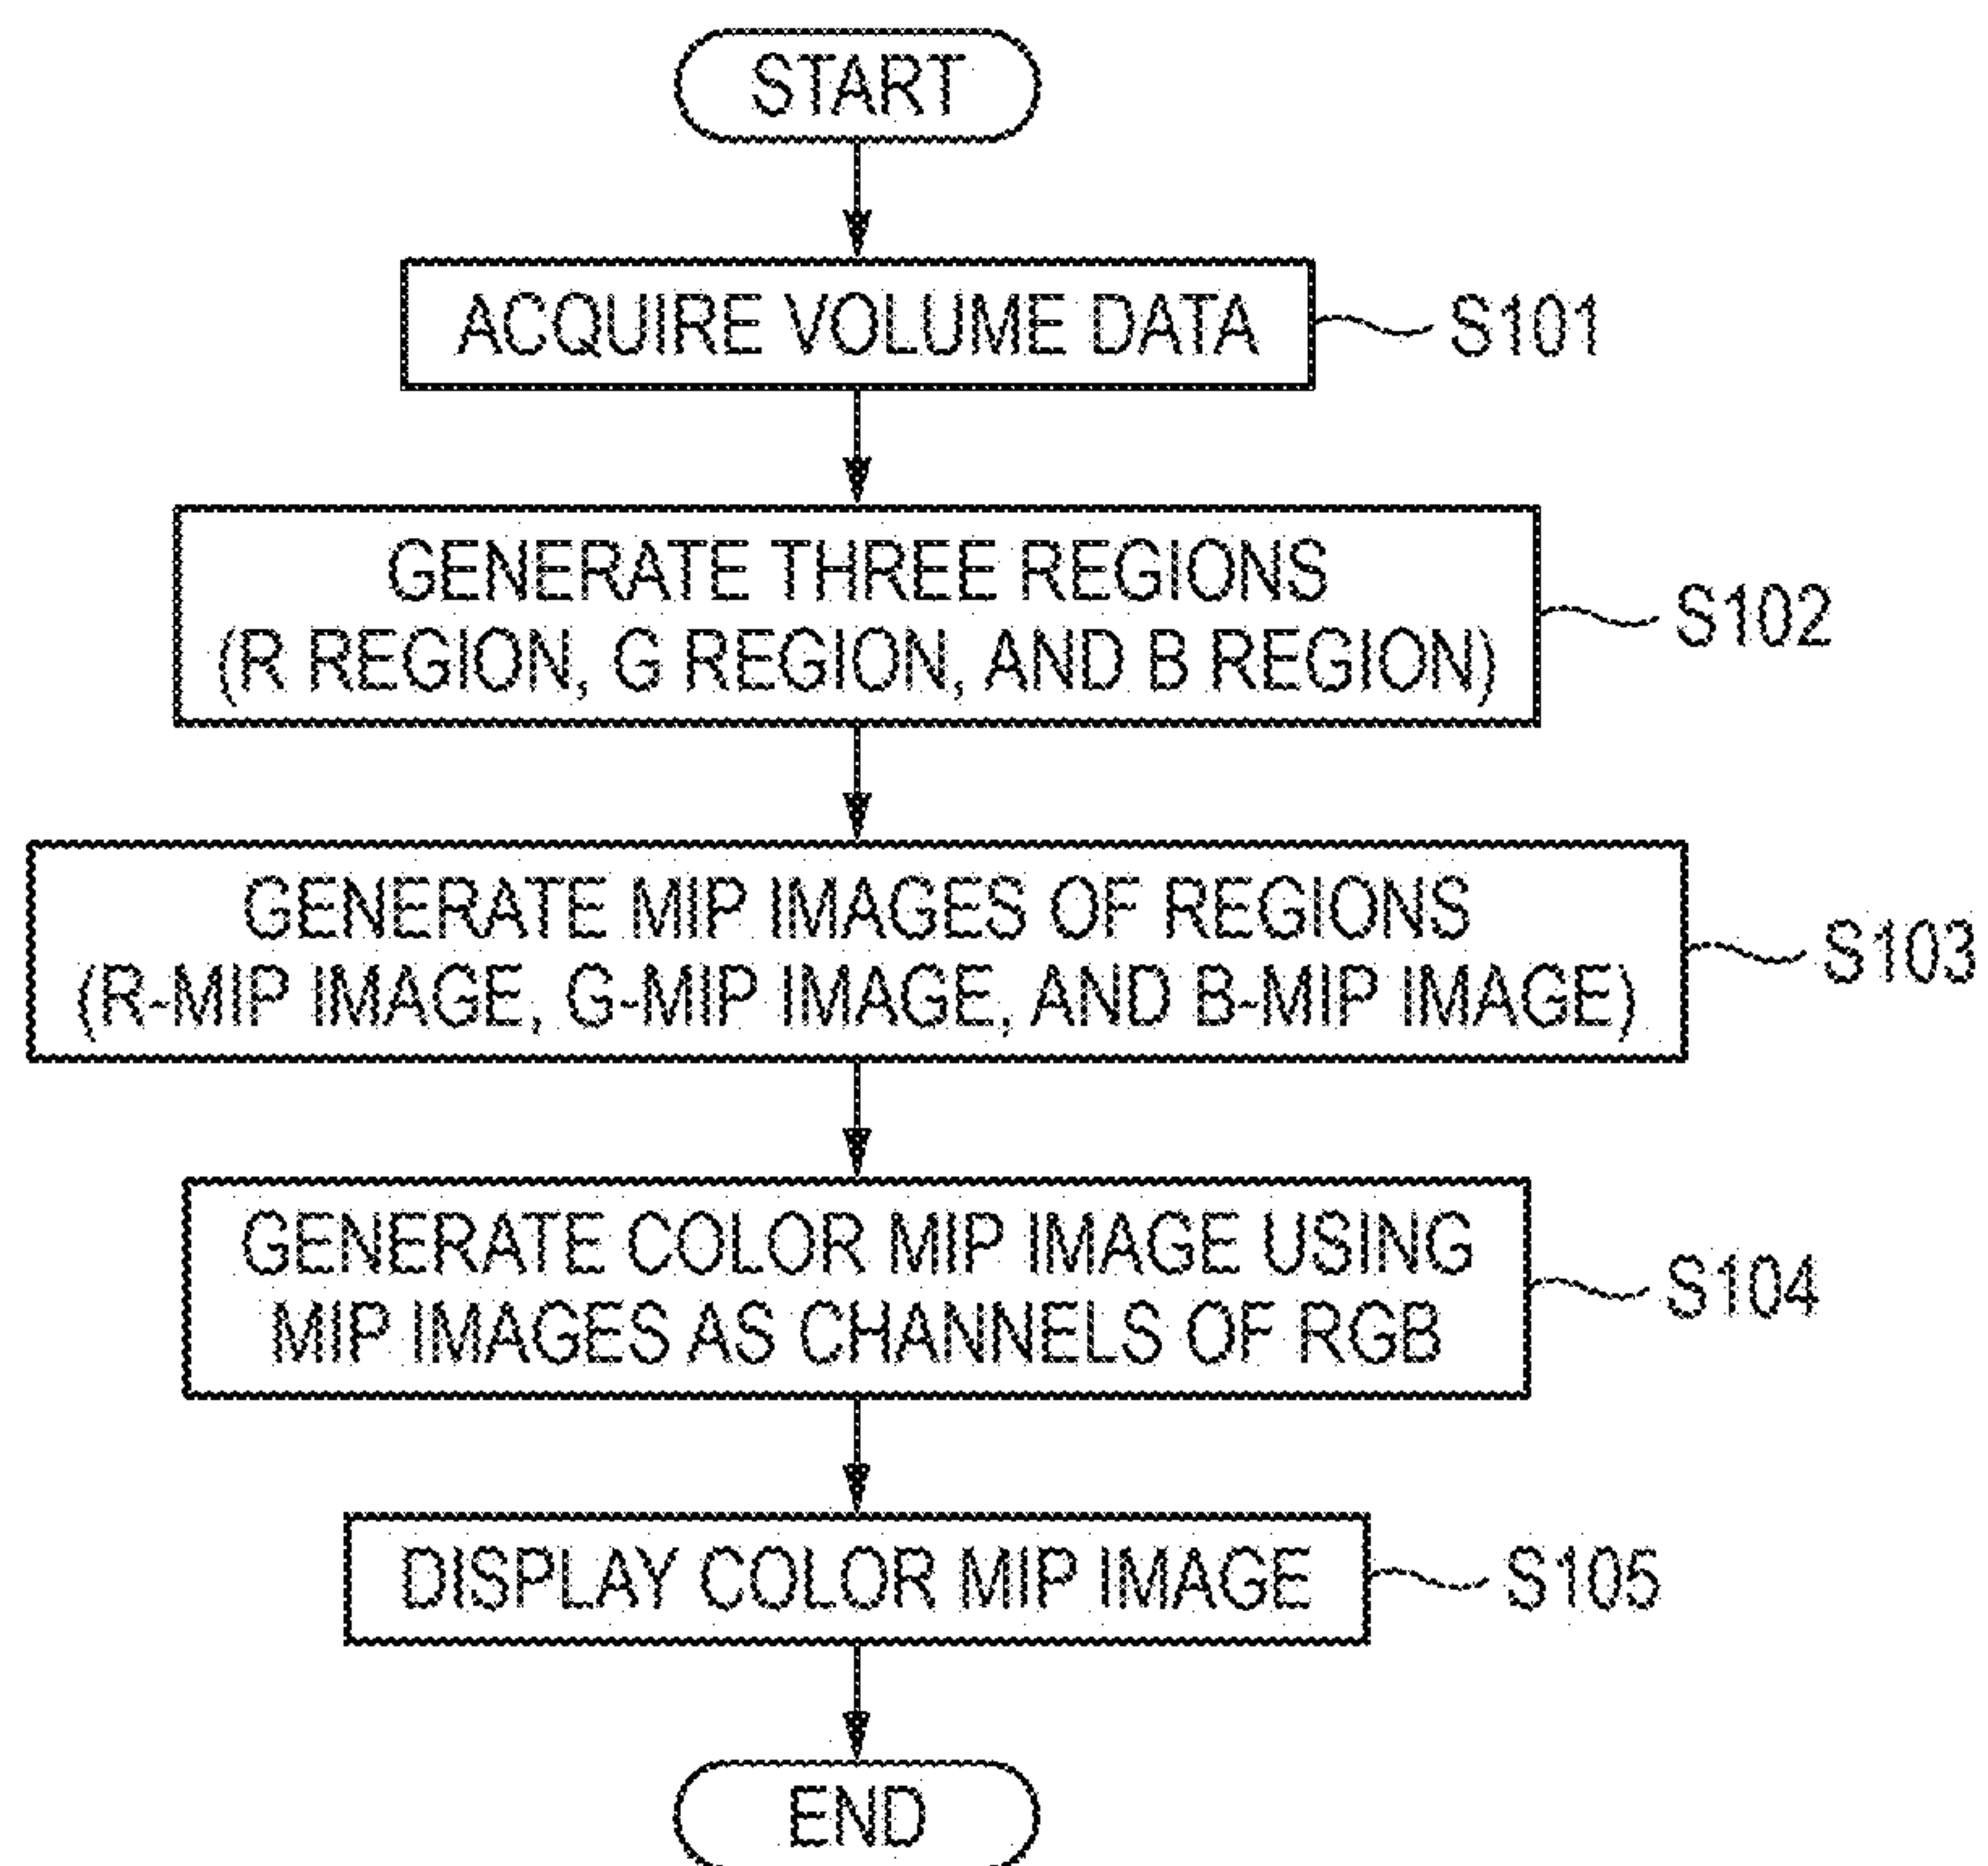 START
ACQUIRE VOLUME DATA
S101
GENERATE THREE REGIONS
(R REGION, G REGION, AND B REGION)
S102
GENERATE MIP IMAGES OF REGIONS
(R-MIP IMAGE, G-MIP IMAGE, AND B-MIP IMAGE)
S103
GENERATE COLOR MIP IMAGE USING
MIP IMAGES AS CHANNELS OF RGB
S104
DISPLAY COLOR MIP IMAGE
S105
END